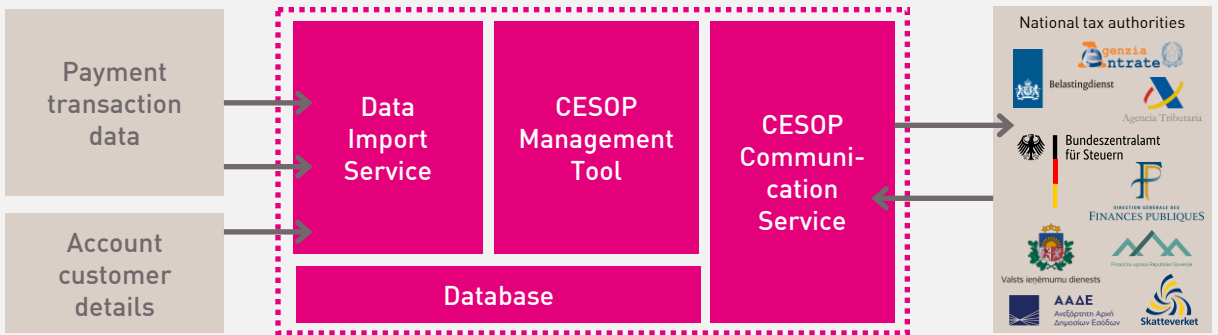 Payment
transaction
data
Account
customer
details
Data
Import
Service
CESOP
Management
Tool
CESOP
Communi-
cation
Service
Database
National tax authorities
Belastingdienst
agenzia
ntrate
Agencia Tributaria
Bundeszentralamt
für Steuern
DIRECTION GÉNÉRALE DES
FINANCES PUBLIQUES
Valsts ieņēmumu dienests
Finančna uprava Republike Slovenije
ΑΑΔΕ
Ανεξάρτητη Αρχή
Δημοσίων Εσόδων
Skatteverket